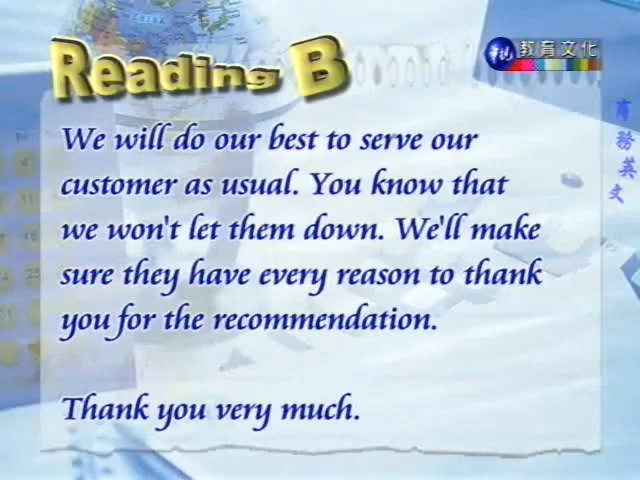 Reading B
華視 教育文化
商務英文
We will do our best to serve our
customer as usual. You know that
we won't let them down. We'll make
sure they have every reason to thank
you for the recommendation.
Thank you very much.